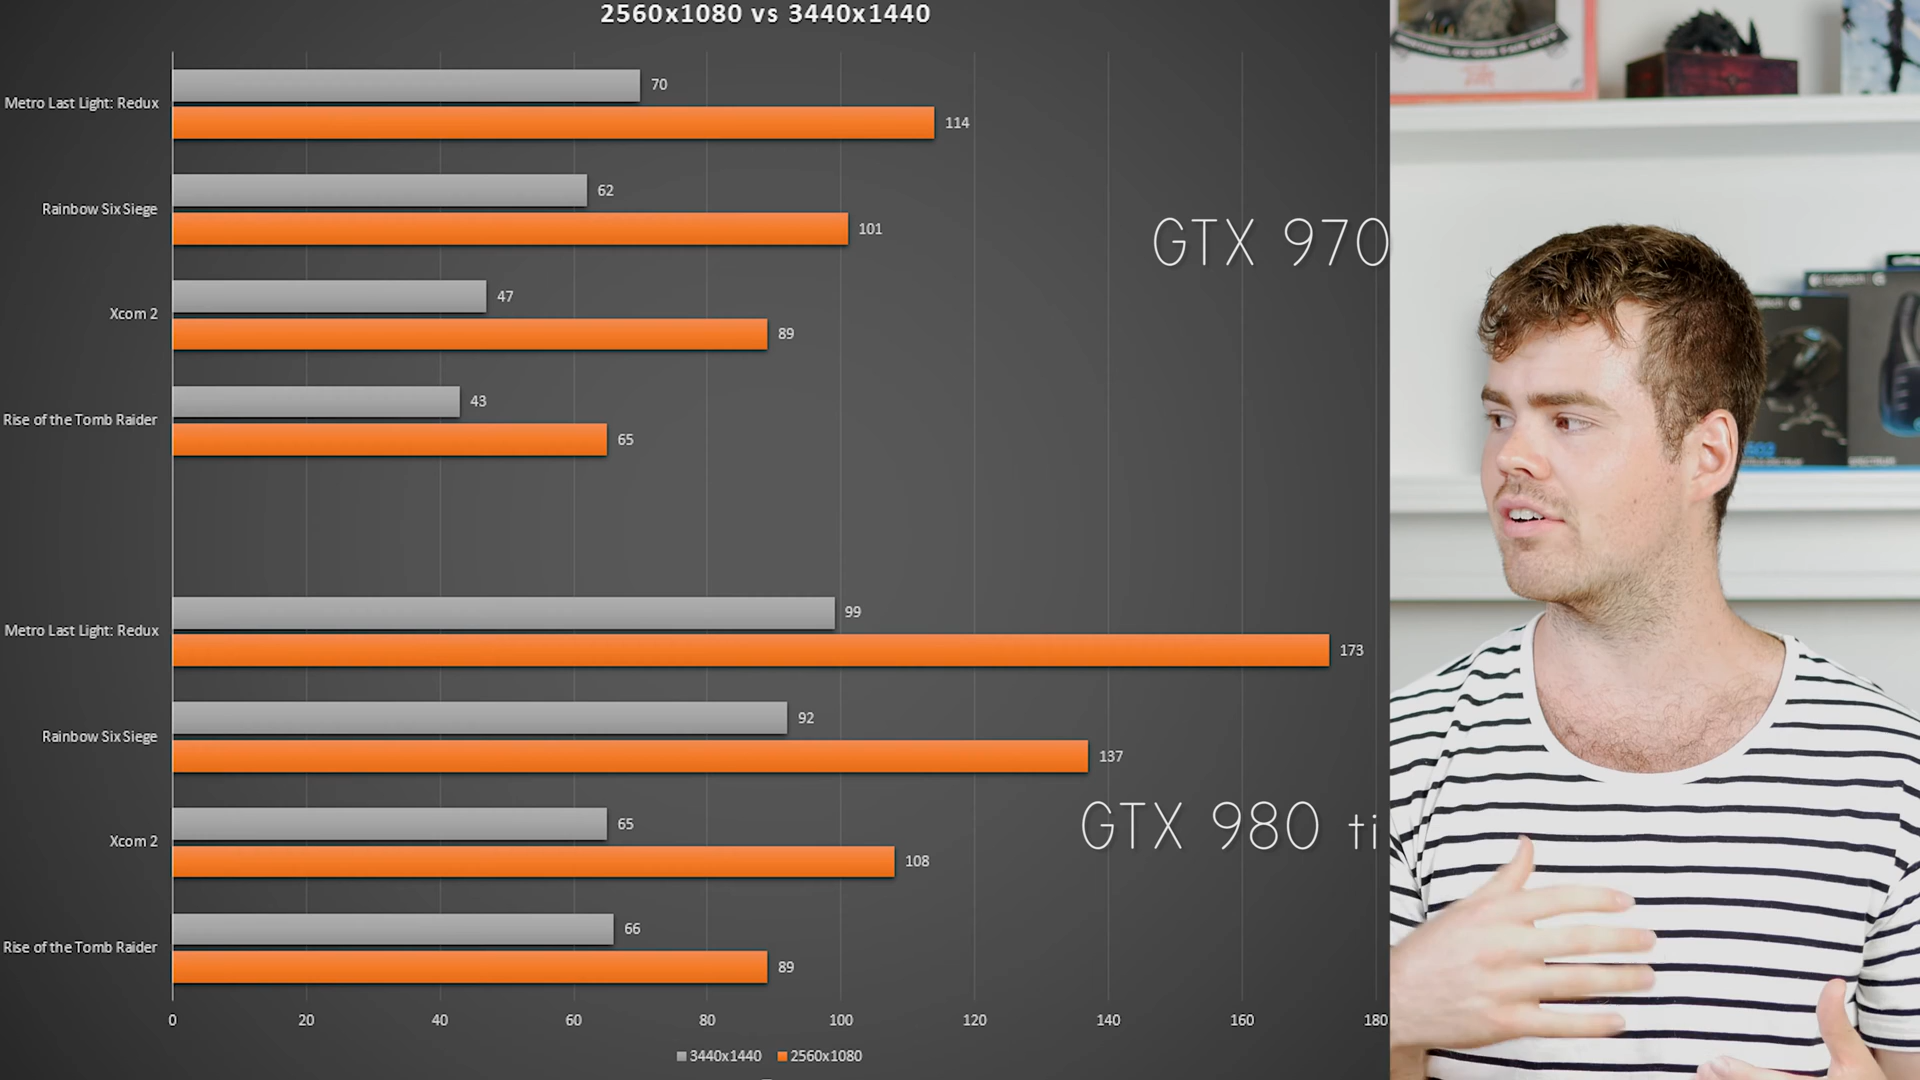 2560x1080 vs 3440x1440
Metro Last Light: Redux
70
114
Rainbow Six Siege
62
101
GTX 970
Xcom 2
47
89
Rise of the Tomb Raider
43
65
Metro Last Light: Redux
99
173
Rainbow Six Siege
92
137
Xcom 2
65
108
GTX 980 ti
Rise of the Tomb Raider
66
89
0 20 40 60 80 100 120 140 160 180
3440x1440 2560x1080
Logitech